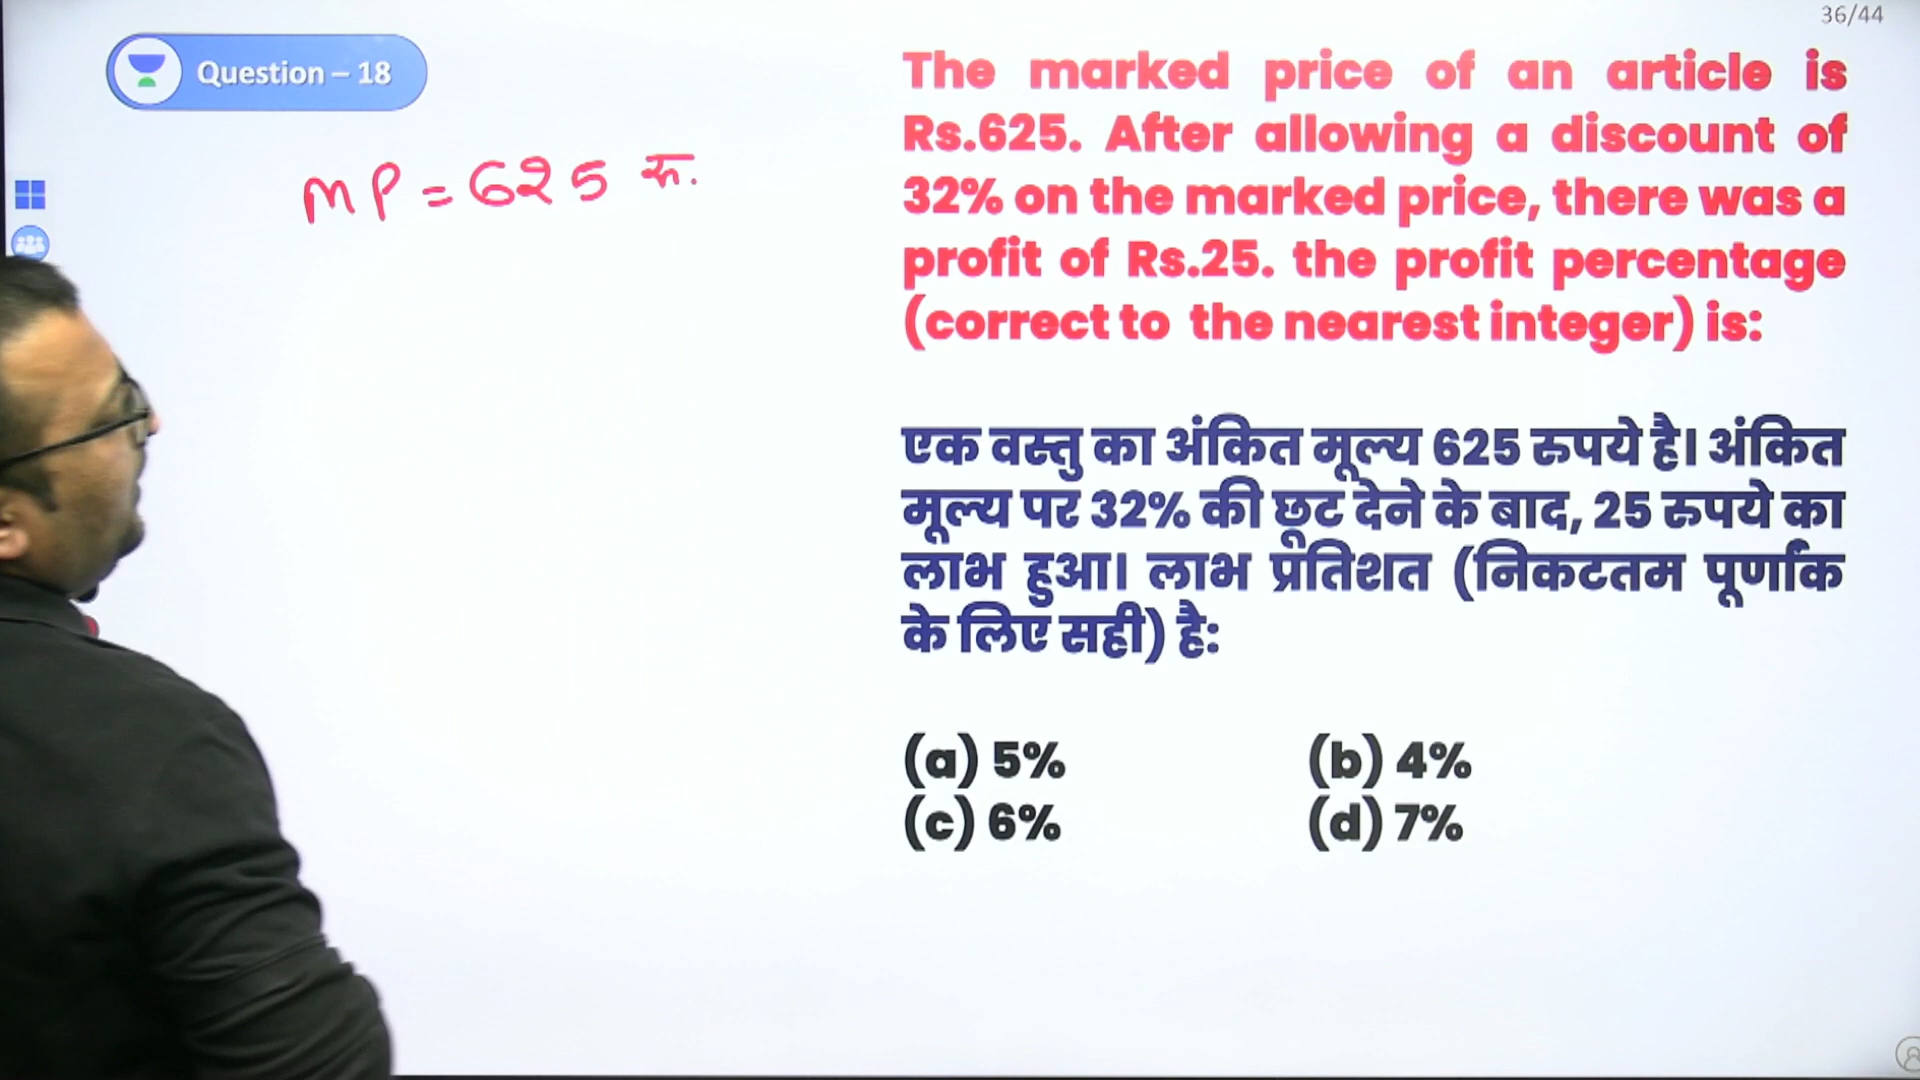 36/44
Question – 18
MP = 625 रू.
The marked price of an article is
Rs.625. After allowing a discount of
32% on the marked price, there was a
profit of Rs.25. the profit percentage
(correct to the nearest integer) is:
एक वस्तु का अंकित मूल्य 625 रुपये है। अंकित
मूल्य पर 32% की छूट देने के बाद, 25 रुपये का
लाभ हुआ। लाभ प्रतिशत (निकटतम पूर्णांक
के लिए सही) है:
(a) 5% (b) 4%
(c) 6% (d) 7%